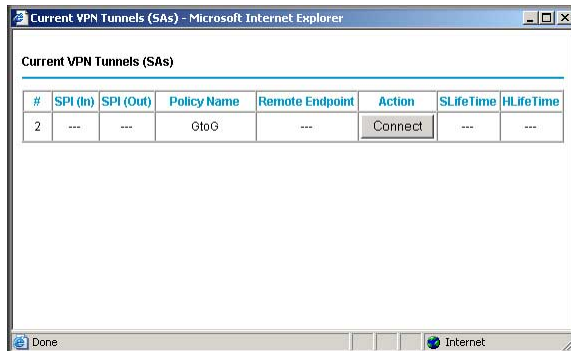 Current VPN Tunnels (SAs) - Microsoft Internet Explorer
Current VPN Tunnels (SAs)
# SPI (In) SPI (Out) Policy Name Remote Endpoint Action SLifeTime HLifeTime
2 --- --- GtoG --- Connect --- ---
Done Internet